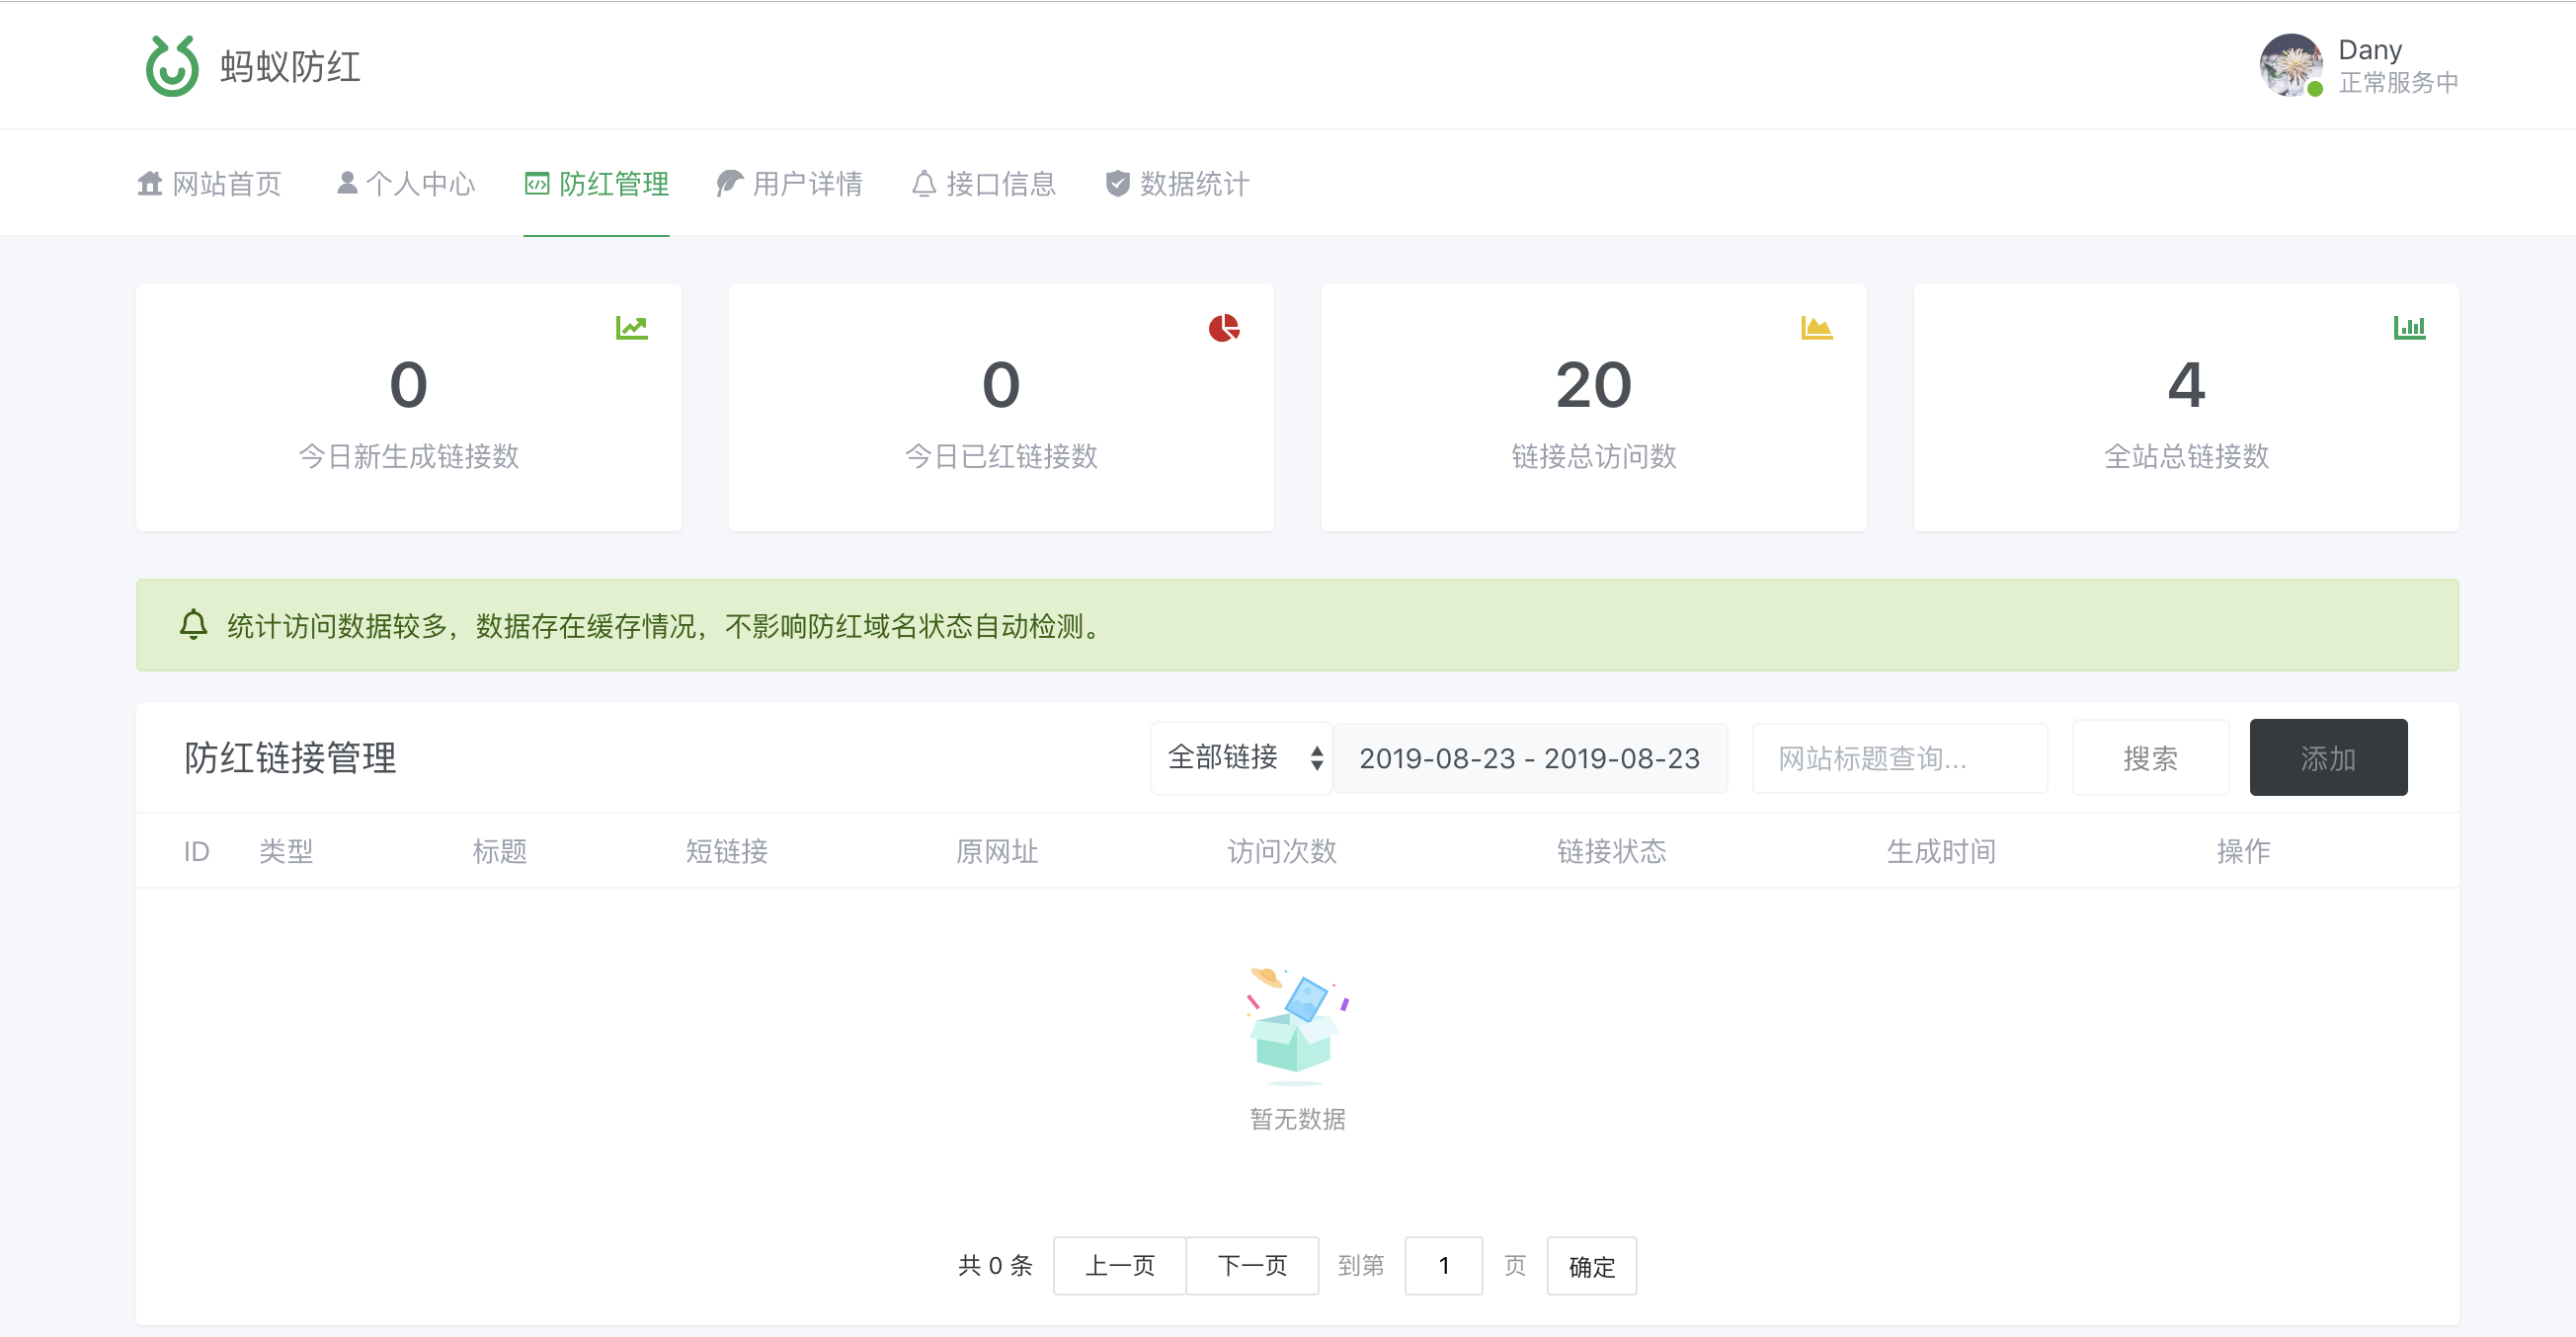 蚂蚁防红
Dany
正常服务中
网站首页 个人中心 防红管理 用户详情 接口信息 数据统计
0 0 20 4
今日新生成链接数 今日已红链接数 链接总访问数 全站总链接数
统计访问数据较多，数据存在缓存情况，不影响防红域名状态自动检测。
防红链接管理 全部链接 2019-08-23 - 2019-08-23 网站标题查询... 搜索 添加
ID 类型 标题 短链接 原网址 访问次数 链接状态 生成时间 操作
暂无数据
共 0 条 上一页 下一页 到第 1 页 确定